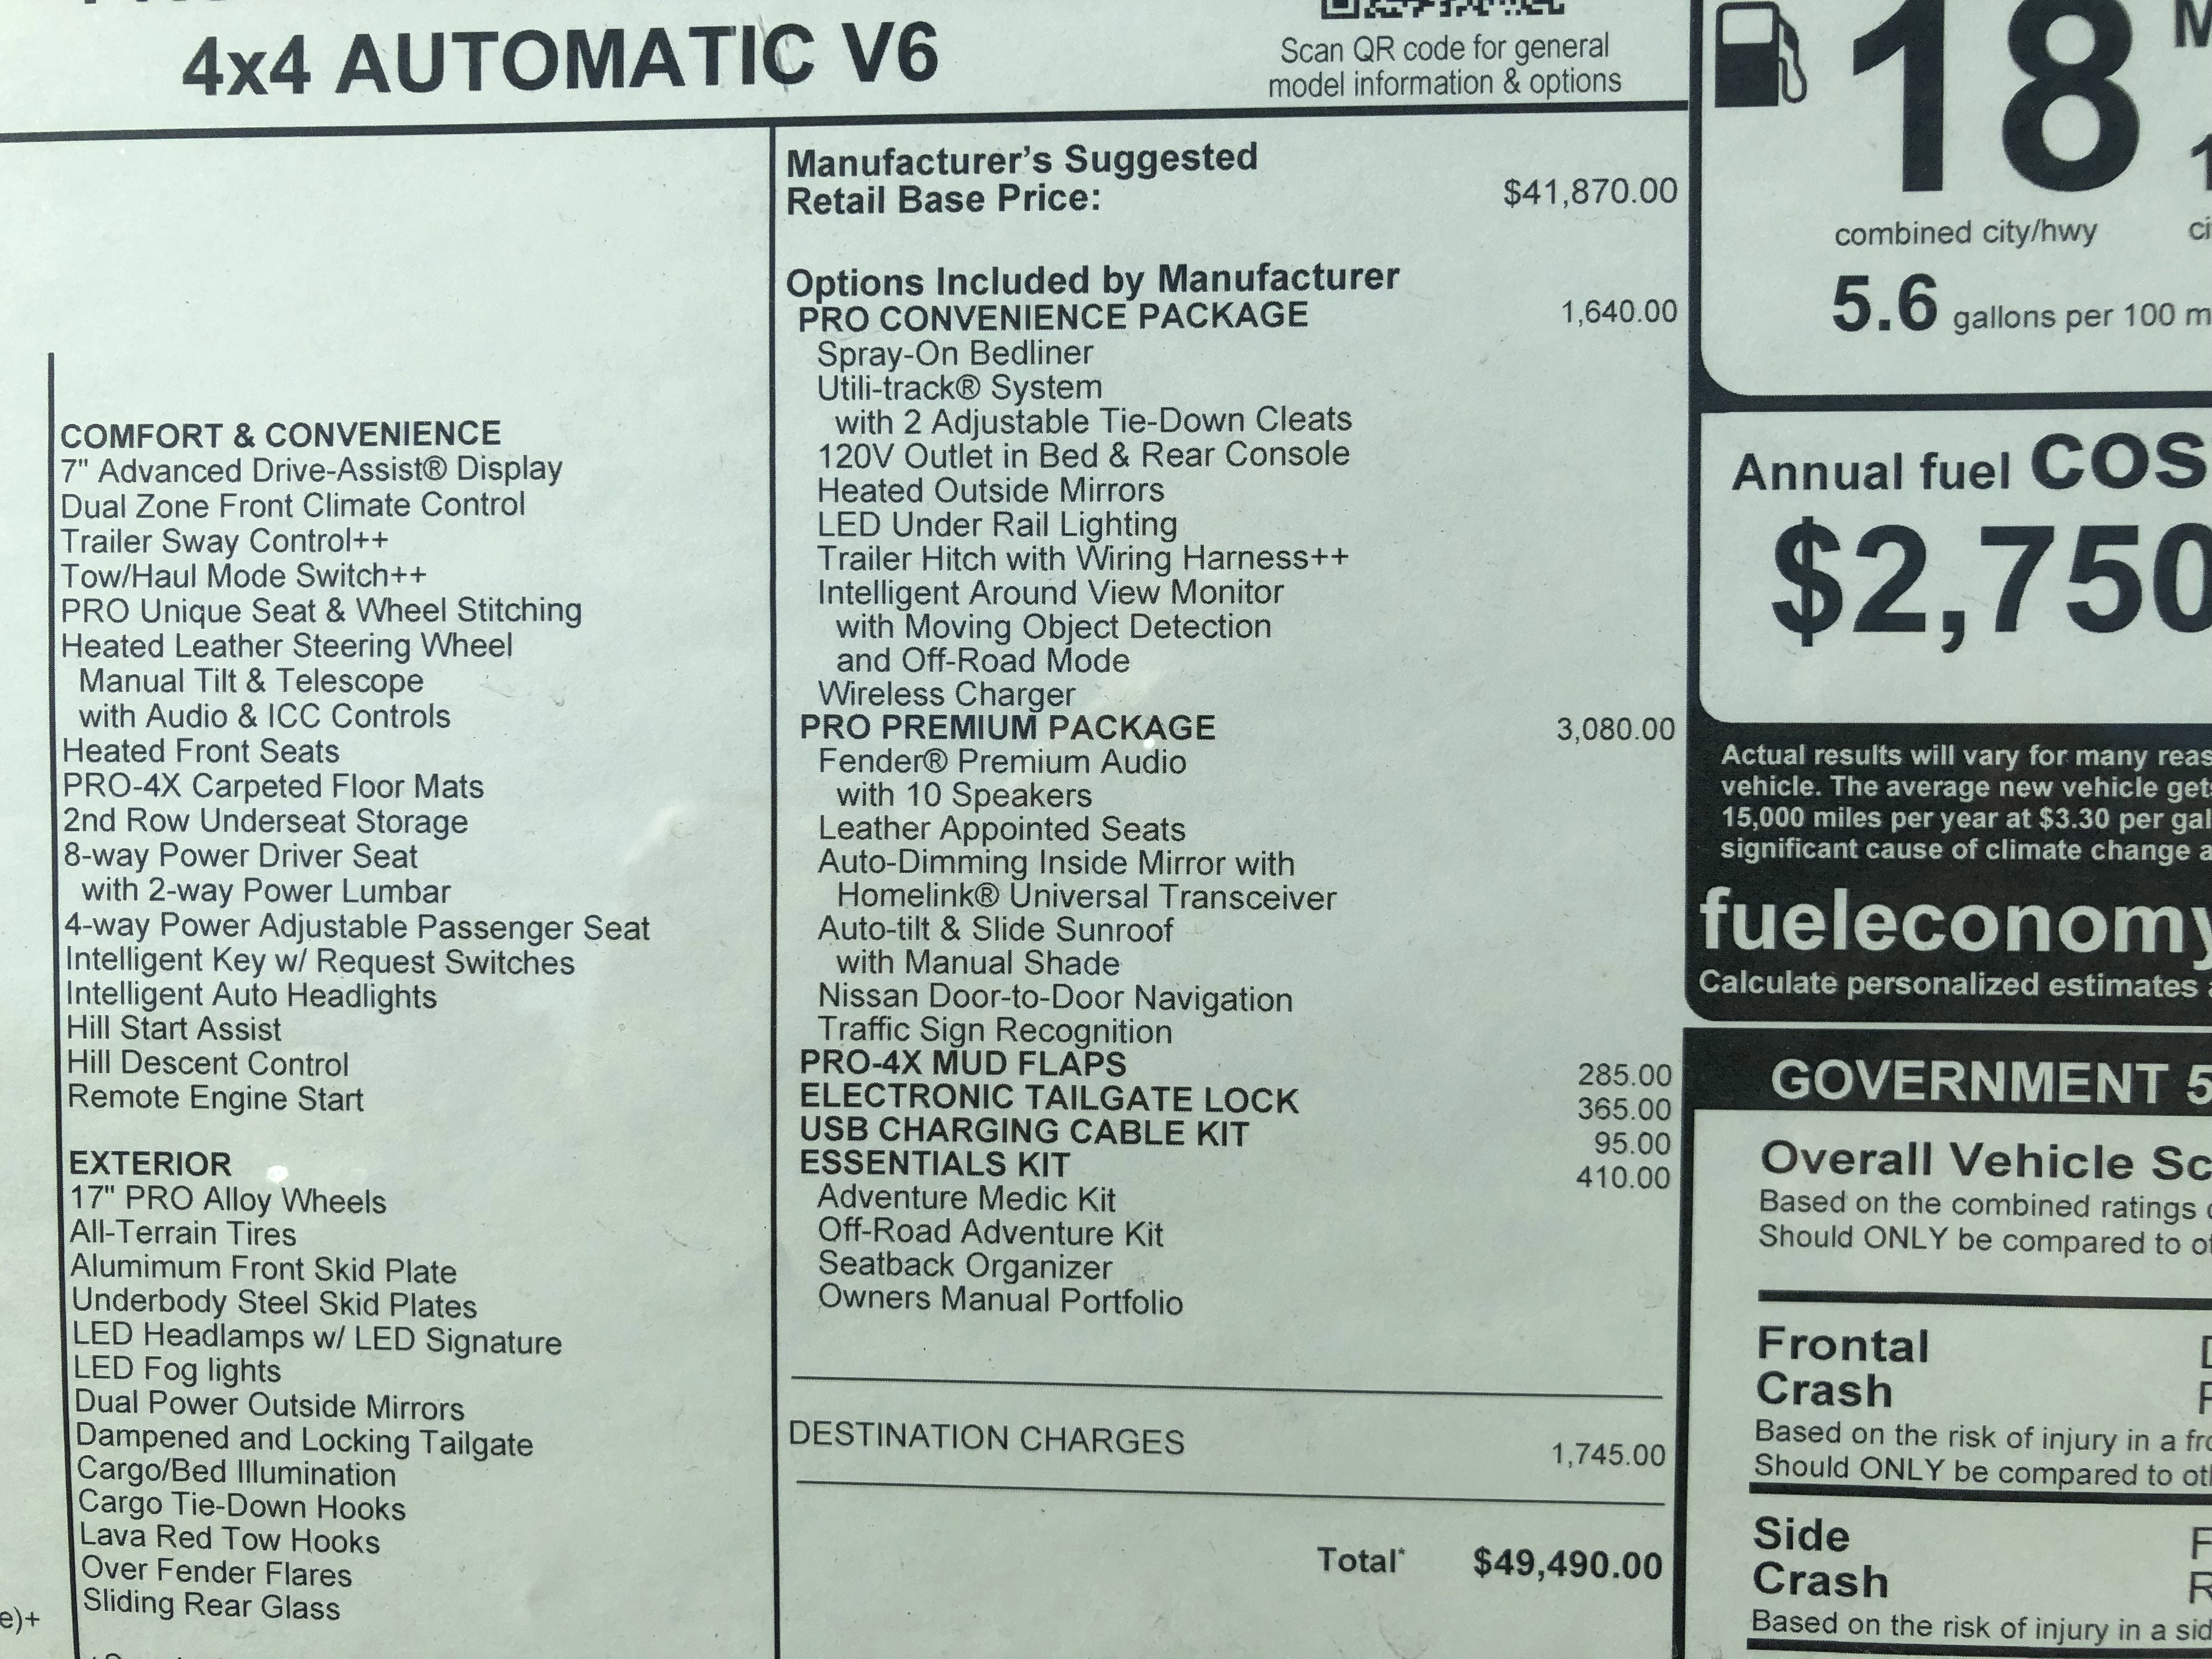 4x4 AUTOMATIC V6
Scan QR code for general
model information & options
COMFORT & CONVENIENCE
7" Advanced Drive-Assist® Display
Dual Zone Front Climate Control
Trailer Sway Control++
Tow/Haul Mode Switch++
PRO Unique Seat & Wheel Stitching
Heated Leather Steering Wheel
Manual Tilt & Telescope
with Audio & ICC Controls
Heated Front Seats
PRO-4X Carpeted Floor Mats
2nd Row Underseat Storage
8-way Power Driver Seat
with 2-way Power Lumbar
4-way Power Adjustable Passenger Seat
Intelligent Key w/ Request Switches
Intelligent Auto Headlights
Hill Start Assist
Hill Descent Control
Remote Engine Start
EXTERIOR
17" PRO Alloy Wheels
All-Terrain Tires
Alumimum Front Skid Plate
Underbody Steel Skid Plates
LED Headlamps w/ LED Signature
LED Fog lights
Dual Power Outside Mirrors
Dampened and Locking Tailgate
Cargo/Bed Illumination
Cargo Tie-Down Hooks
Lava Red Tow Hooks
Over Fender Flares
Sliding Rear Glass
e)+
Manufacturer's Suggested
Retail Base Price: $41,870.00
Options Included by Manufacturer
PRO CONVENIENCE PACKAGE 1,640.00
Spray-On Bedliner
Utili-track® System
with 2 Adjustable Tie-Down Cleats
120V Outlet in Bed & Rear Console
Heated Outside Mirrors
LED Under Rail Lighting
Trailer Hitch with Wiring Harness++
Intelligent Around View Monitor
with Moving Object Detection
and Off-Road Mode
Wireless Charger
PRO PREMIUM PACKAGE 3,080.00
Fender® Premium Audio
with 10 Speakers
Leather Appointed Seats
Auto-Dimming Inside Mirror with
Homelink® Universal Transceiver
Auto-tilt & Slide Sunroof
with Manual Shade
Nissan Door-to-Door Navigation
Traffic Sign Recognition
PRO-4X MUD FLAPS 285.00
ELECTRONIC TAILGATE LOCK 365.00
USB CHARGING CABLE KIT 95.00
ESSENTIALS KIT 410.00
Adventure Medic Kit
Off-Road Adventure Kit
Seatback Organizer
Owners Manual Portfolio
DESTINATION CHARGES 1,745.00
Total* $49,490.00
18
combined city/hwy
5.6 gallons per 100 m
Annual fuel COS
$2,750
Actual results will vary for many reas
vehicle. The average new vehicle gets
15,000 miles per year at $3.30 per gal
significant cause of climate change a
fueleconomy
Calculate personalized estimates a
GOVERNMENT 5
Overall Vehicle Sc
Based on the combined ratings
Should ONLY be compared to ot
Frontal
Crash
Based on the risk of injury in a fro
Should ONLY be compared to oth
Side
Crash
Based on the risk of injury in a sid